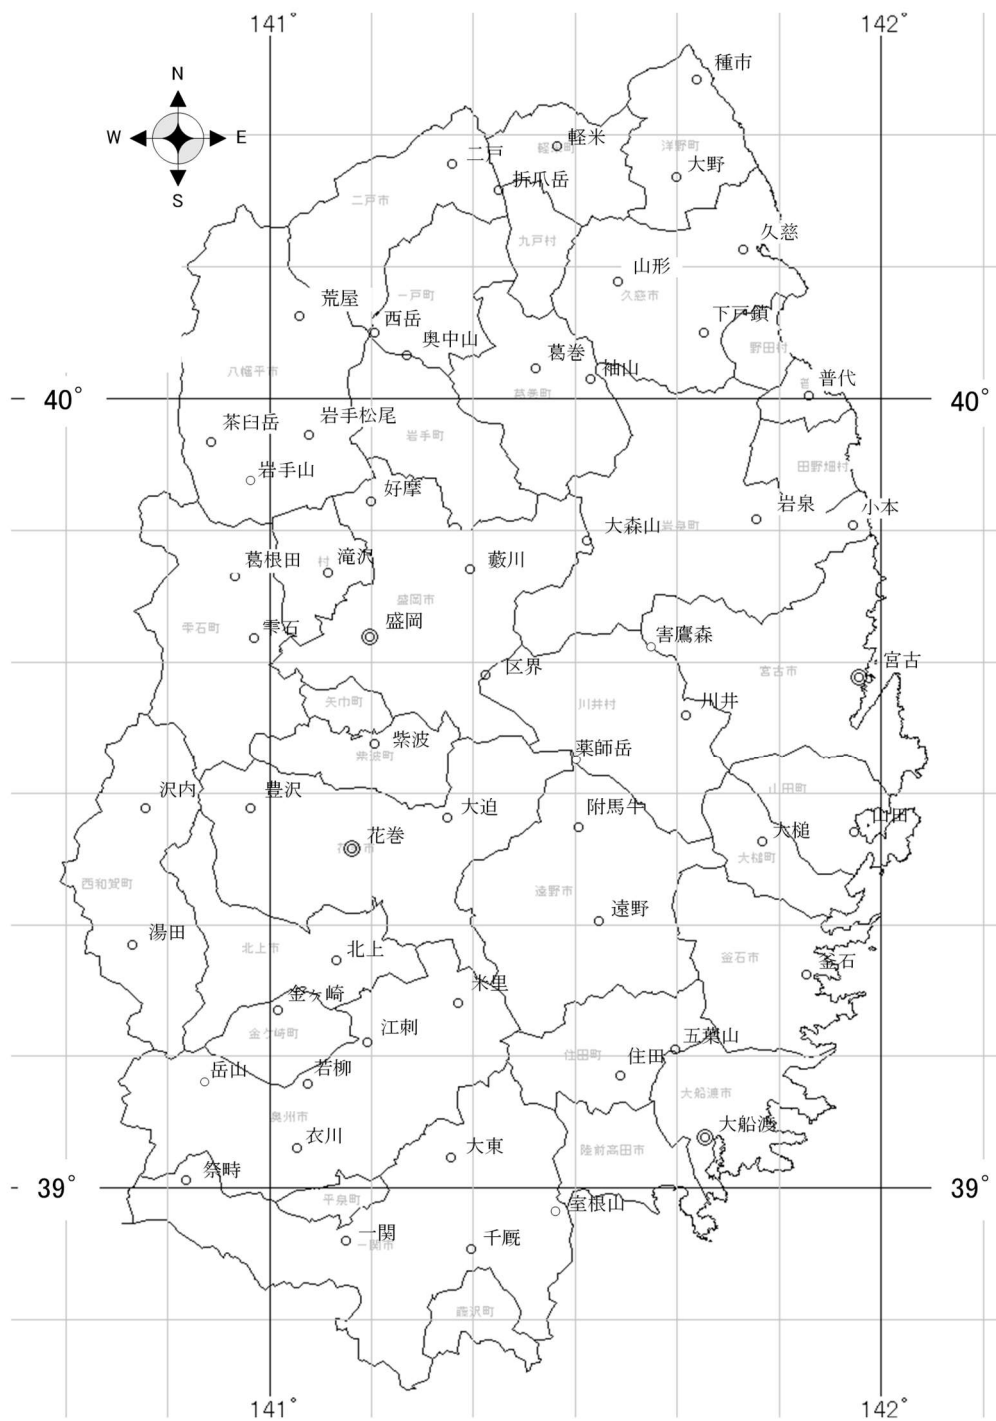 141°
142°
N
W
E
S
種市
軽米
洋野町
二戸
大野
折爪岳
二戸市
久慈
九戸村
山形
荒屋
一戸町
久慈市
下戸鎖
西岳
奥中山
葛巻
野田村
袖山
八幡平市
普代
葛巻町
40°
40°
茶臼岳
岩手松尾
岩手町
岩手山
田野畑村
好摩
岩泉
小本
大森山
岩泉町
葛根田
村
滝沢
藪川
盛岡市
雫石町
雫石
盛岡
害鷹森
区界
宮古市
宮古
矢巾町
川井村
川井
紫波
薬師岳
紫波町
沢内
豊沢
山田町
大迫
附馬牛
山田
花巻
大槌
大槌町
西和賀町
遠野市
遠野
湯田
北上市
北上
釜石市
釜石
金ヶ崎
米里
金ケ崎町
江刺
五葉山
住田町
住田
岳山
若柳
大船渡市
奥州市
衣川
大船渡
大東
陸前高田市
祭畤
39°
39°
平泉町
室根山
一関
一関市
千厩
藤沢町
141°
142°